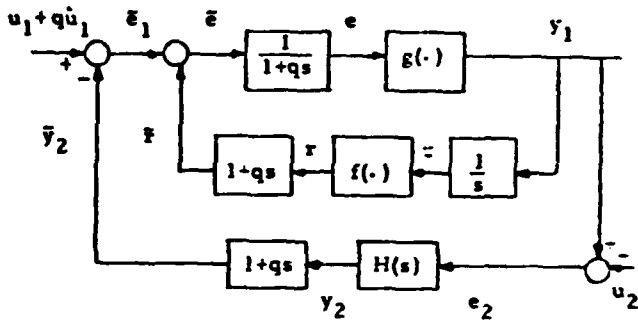 u₁ + qu̇₁
ẽ₁
ẽ
e
y₁
+
-
1
1+qs
g(.)
ỹ₂
r̃
1+qs
r
f(.)
1
s
1+qs
H(s)
-
y₂
e₂
u₂